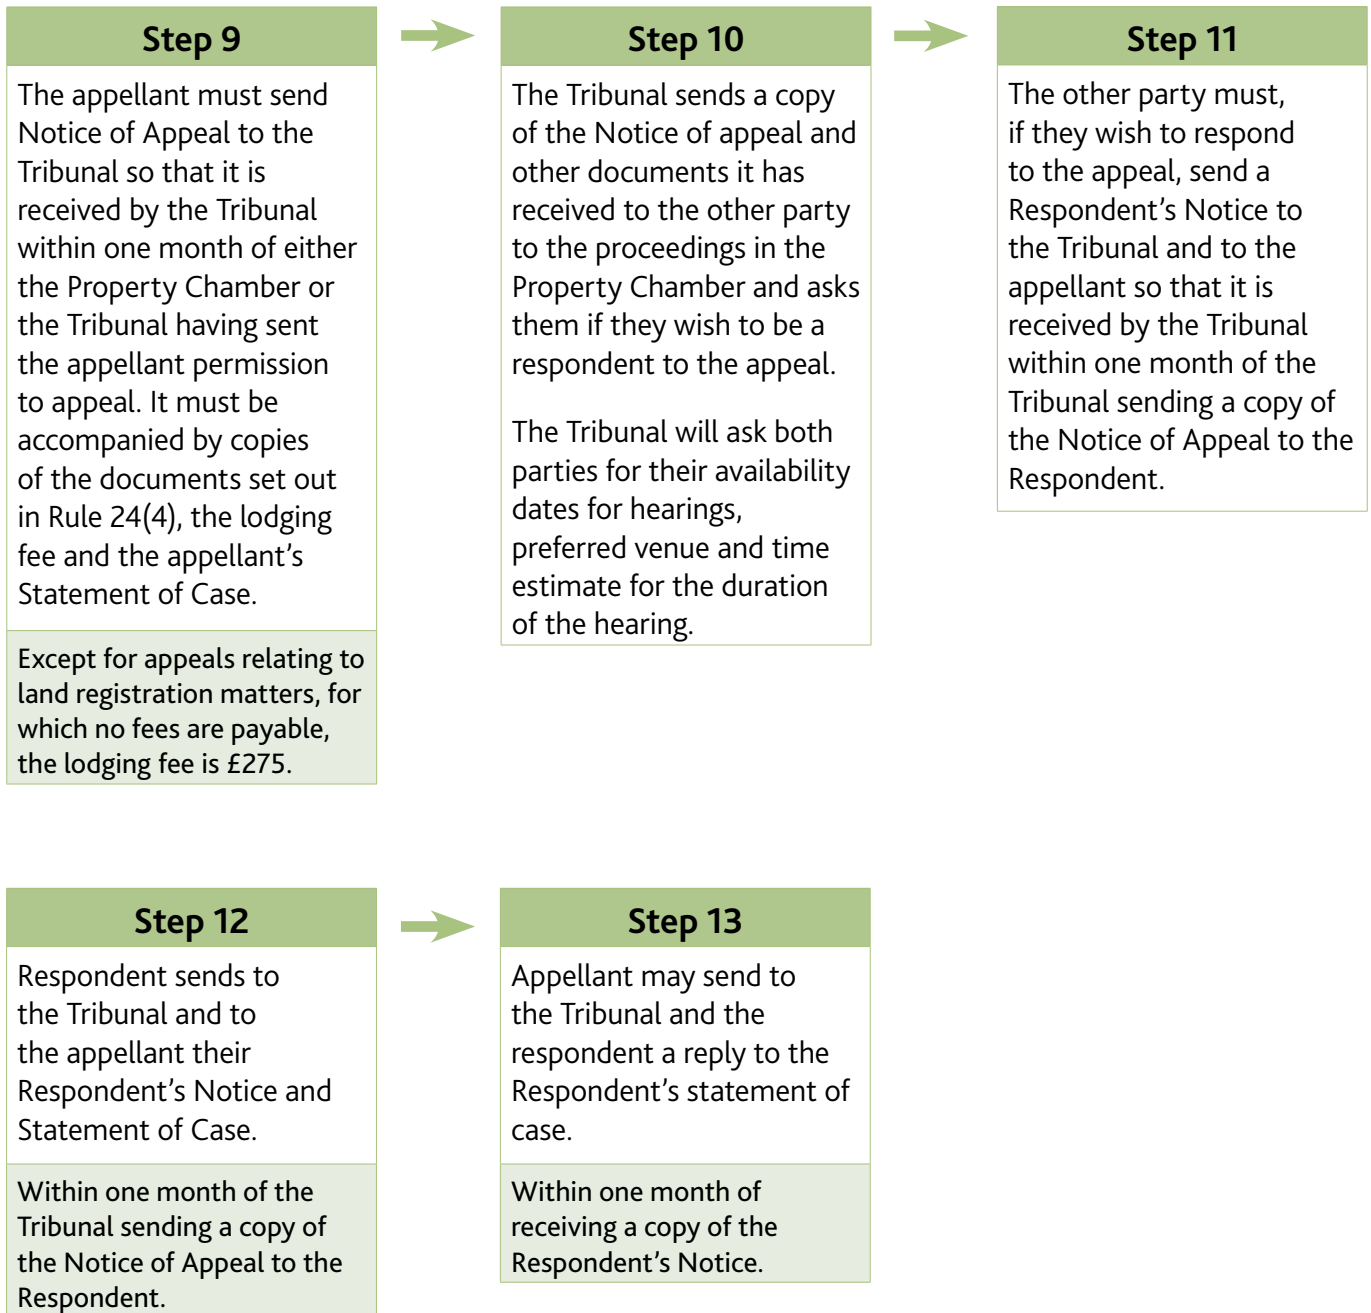 Step 9
The appellant must send
Notice of Appeal to the
Tribunal so that it is
received by the Tribunal
within one month of either
the Property Chamber or
the Tribunal having sent
the appellant permission
to appeal. It must be
accompanied by copies
of the documents set out
in Rule 24(4), the lodging
fee and the appellant’s
Statement of Case.
Except for appeals relating to
land registration matters, for
which no fees are payable,
the lodging fee is £275.
Step 10
The Tribunal sends a copy
of the Notice of appeal and
other documents it has
received to the other party
to the proceedings in the
Property Chamber and asks
them if they wish to be a
respondent to the appeal.
The Tribunal will ask both
parties for their availability
dates for hearings,
preferred venue and time
estimate for the duration
of the hearing.
Step 11
The other party must,
if they wish to respond
to the appeal, send a
Respondent’s Notice to
the Tribunal and to the
appellant so that it is
received by the Tribunal
within one month of the
Tribunal sending a copy of
the Notice of Appeal to the
Respondent.
Step 12
Respondent sends to
the Tribunal and to
the appellant their
Respondent’s Notice and
Statement of Case.
Within one month of the
Tribunal sending a copy of
the Notice of Appeal to the
Respondent.
Step 13
Appellant may send to
the Tribunal and the
respondent a reply to the
Respondent’s statement of
case.
Within one month of
receiving a copy of the
Respondent’s Notice.